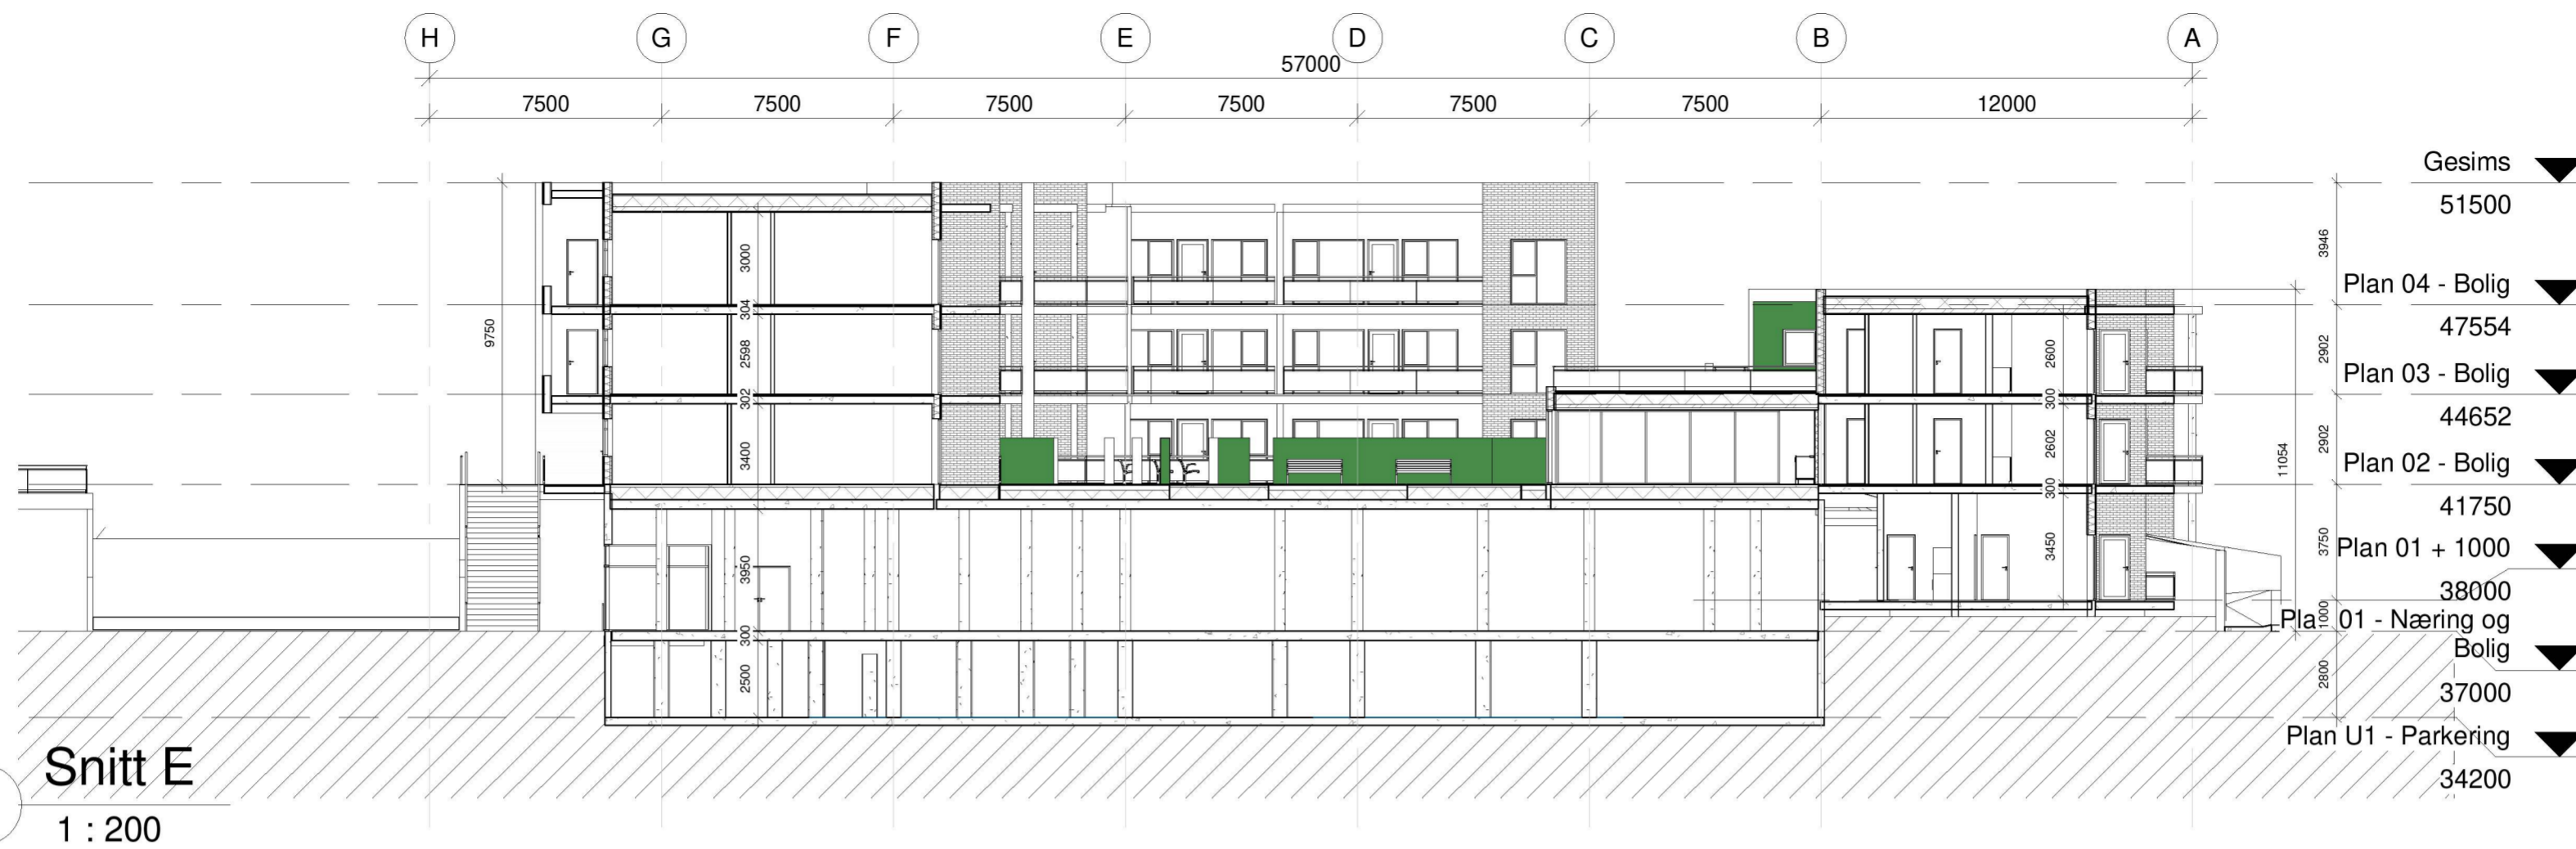 H G F E D C B A
57000
7500 7500 7500 7500 7500 7500 12000
Gesims
51500
3946
Plan 04 - Bolig
47554
2902
Plan 03 - Bolig
44652
2902
Plan 02 - Bolig
41750
3750
Plan 01 + 1000
38000
1000
Plan 01 - Næring og
Bolig
37000
2800
Plan U1 - Parkering
34200
11054
9750
3000
304
2598
302
3400
3950
300
2500
2600
300
2602
300
3450
Snitt E
1 : 200